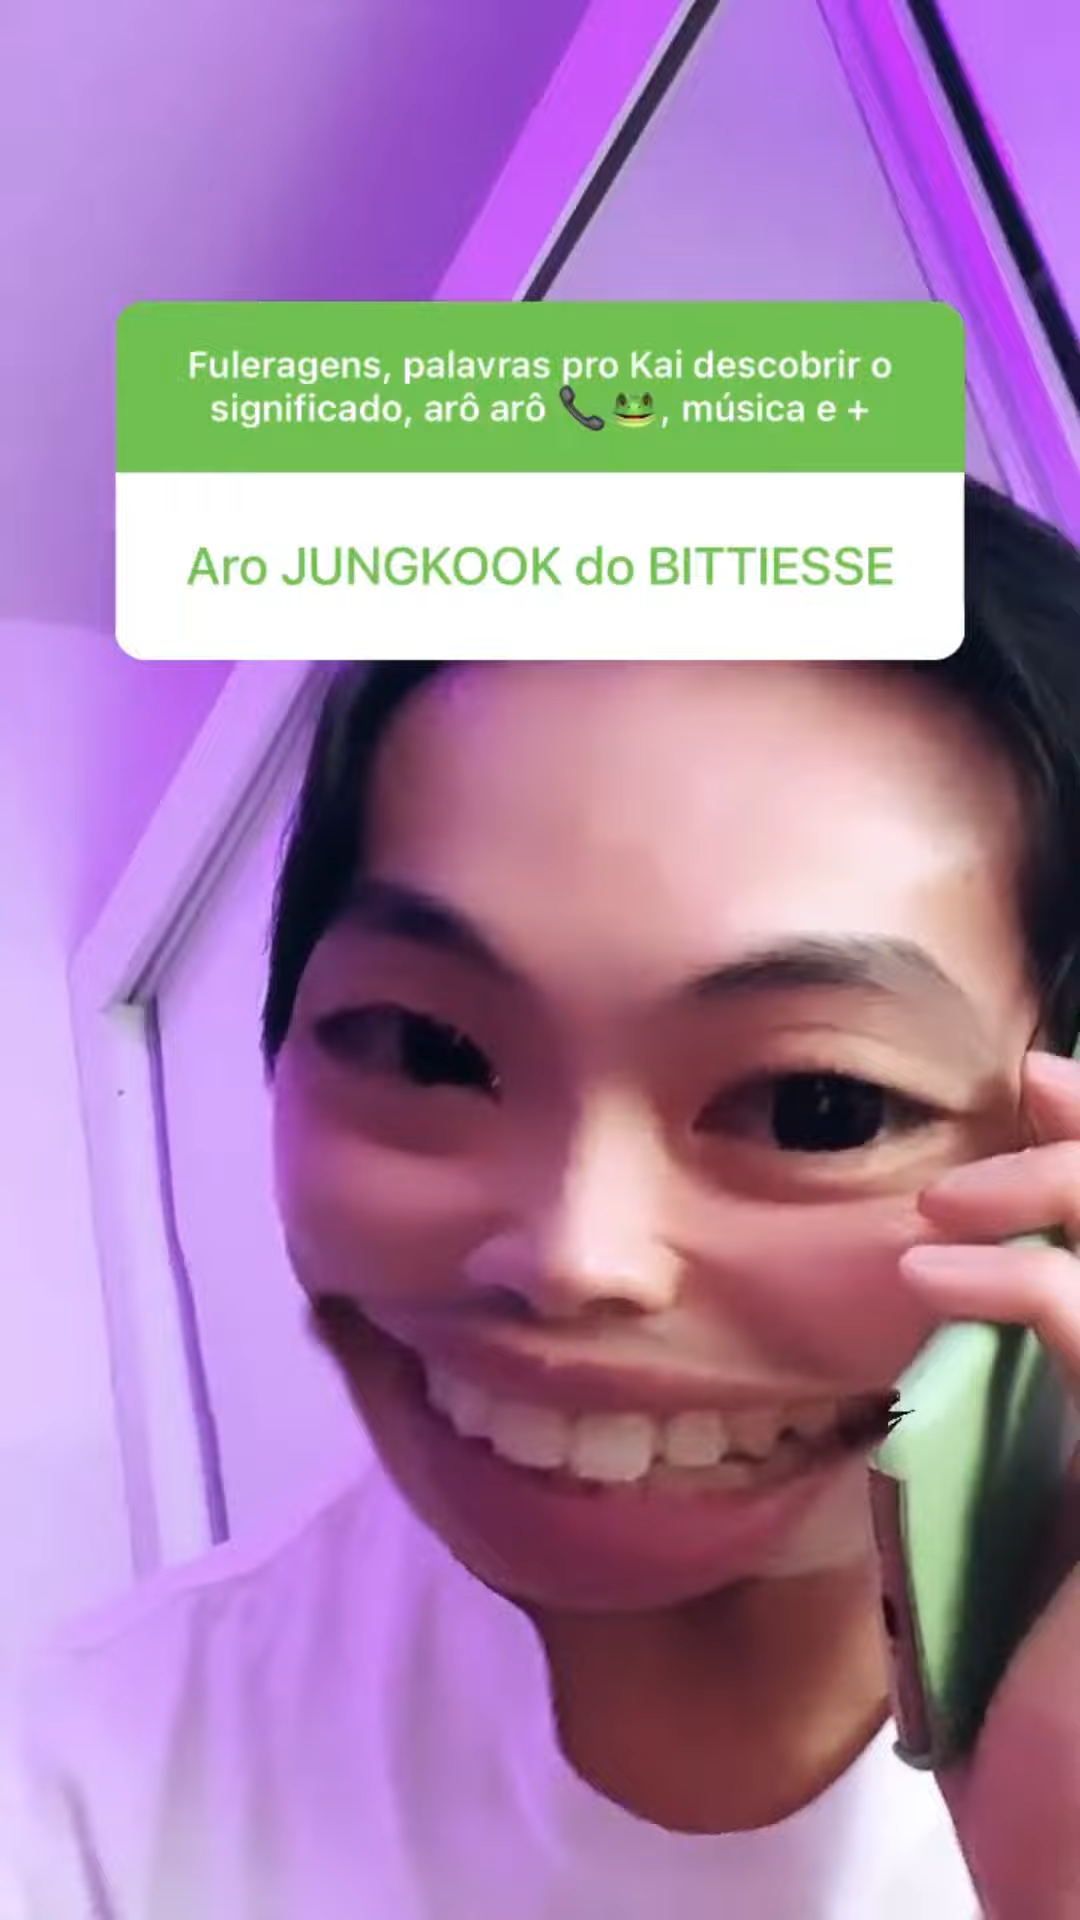 Fuleragens, palavras pro Kai descobrir o
significado, arô arô 📞🐸, música e +
Aro JUNGKOOK do BITTIESSE